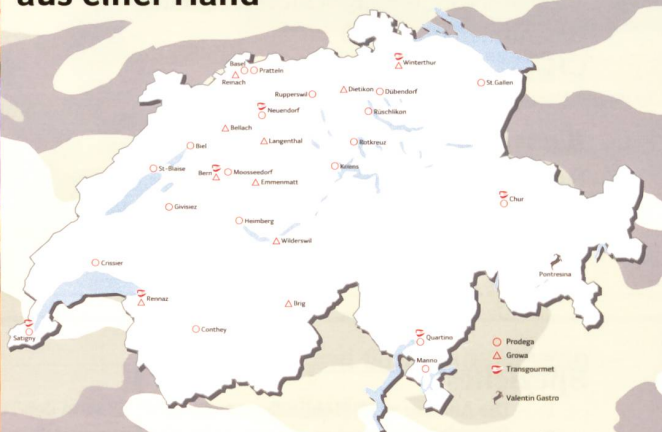 aus einer Hand
Basel
Pratteln
Reinach
Winterthur
St.Gallen
Rupperswil
Dietikon
Dübendorf
Neuendorf
Rüschlikon
Bellach
Langenthal
Rotkreuz
Biel
St-Blaise
Bern
Moosseedorf
Kriens
Emmenmatt
Chur
Givisiez
Heimberg
Wilderswil
Crissier
Pontresina
Rennaz
Brig
Satigny
Conthey
Quartino
Manno
Prodega
Growa
Transgourmet
Valentin Gastro